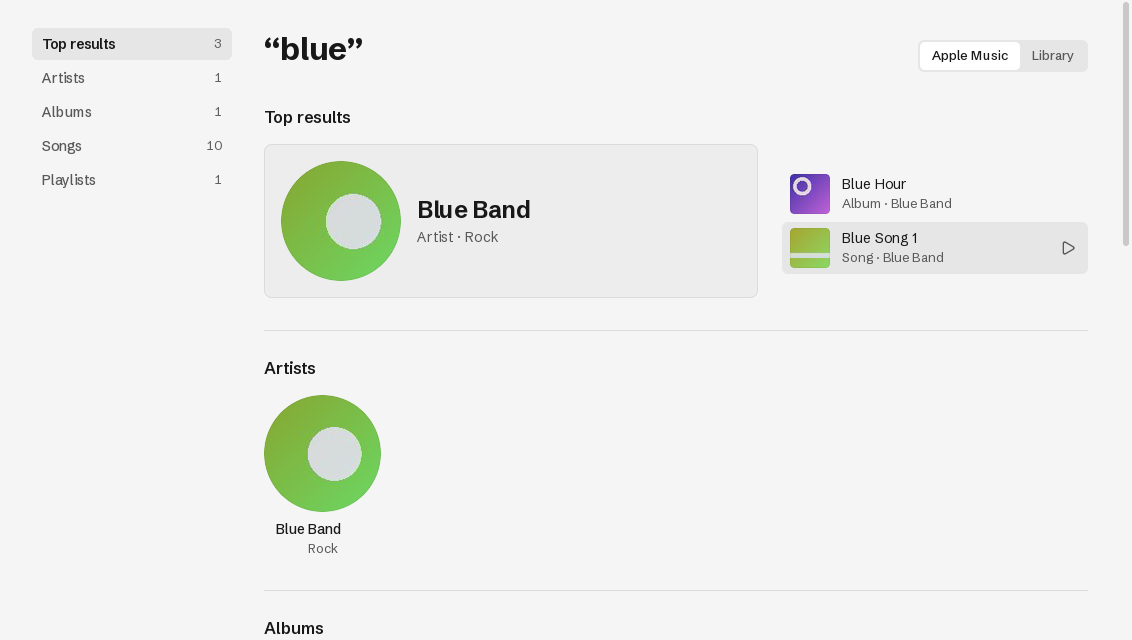 Top results 3
Artists 1
Albums 1
Songs 10
Playlists 1
“blue”
Apple Music Library
Top results
Blue Band
Artist · Rock
Blue Hour
Album · Blue Band
Blue Song 1
Song · Blue Band
Artists
Blue Band
Rock
Albums